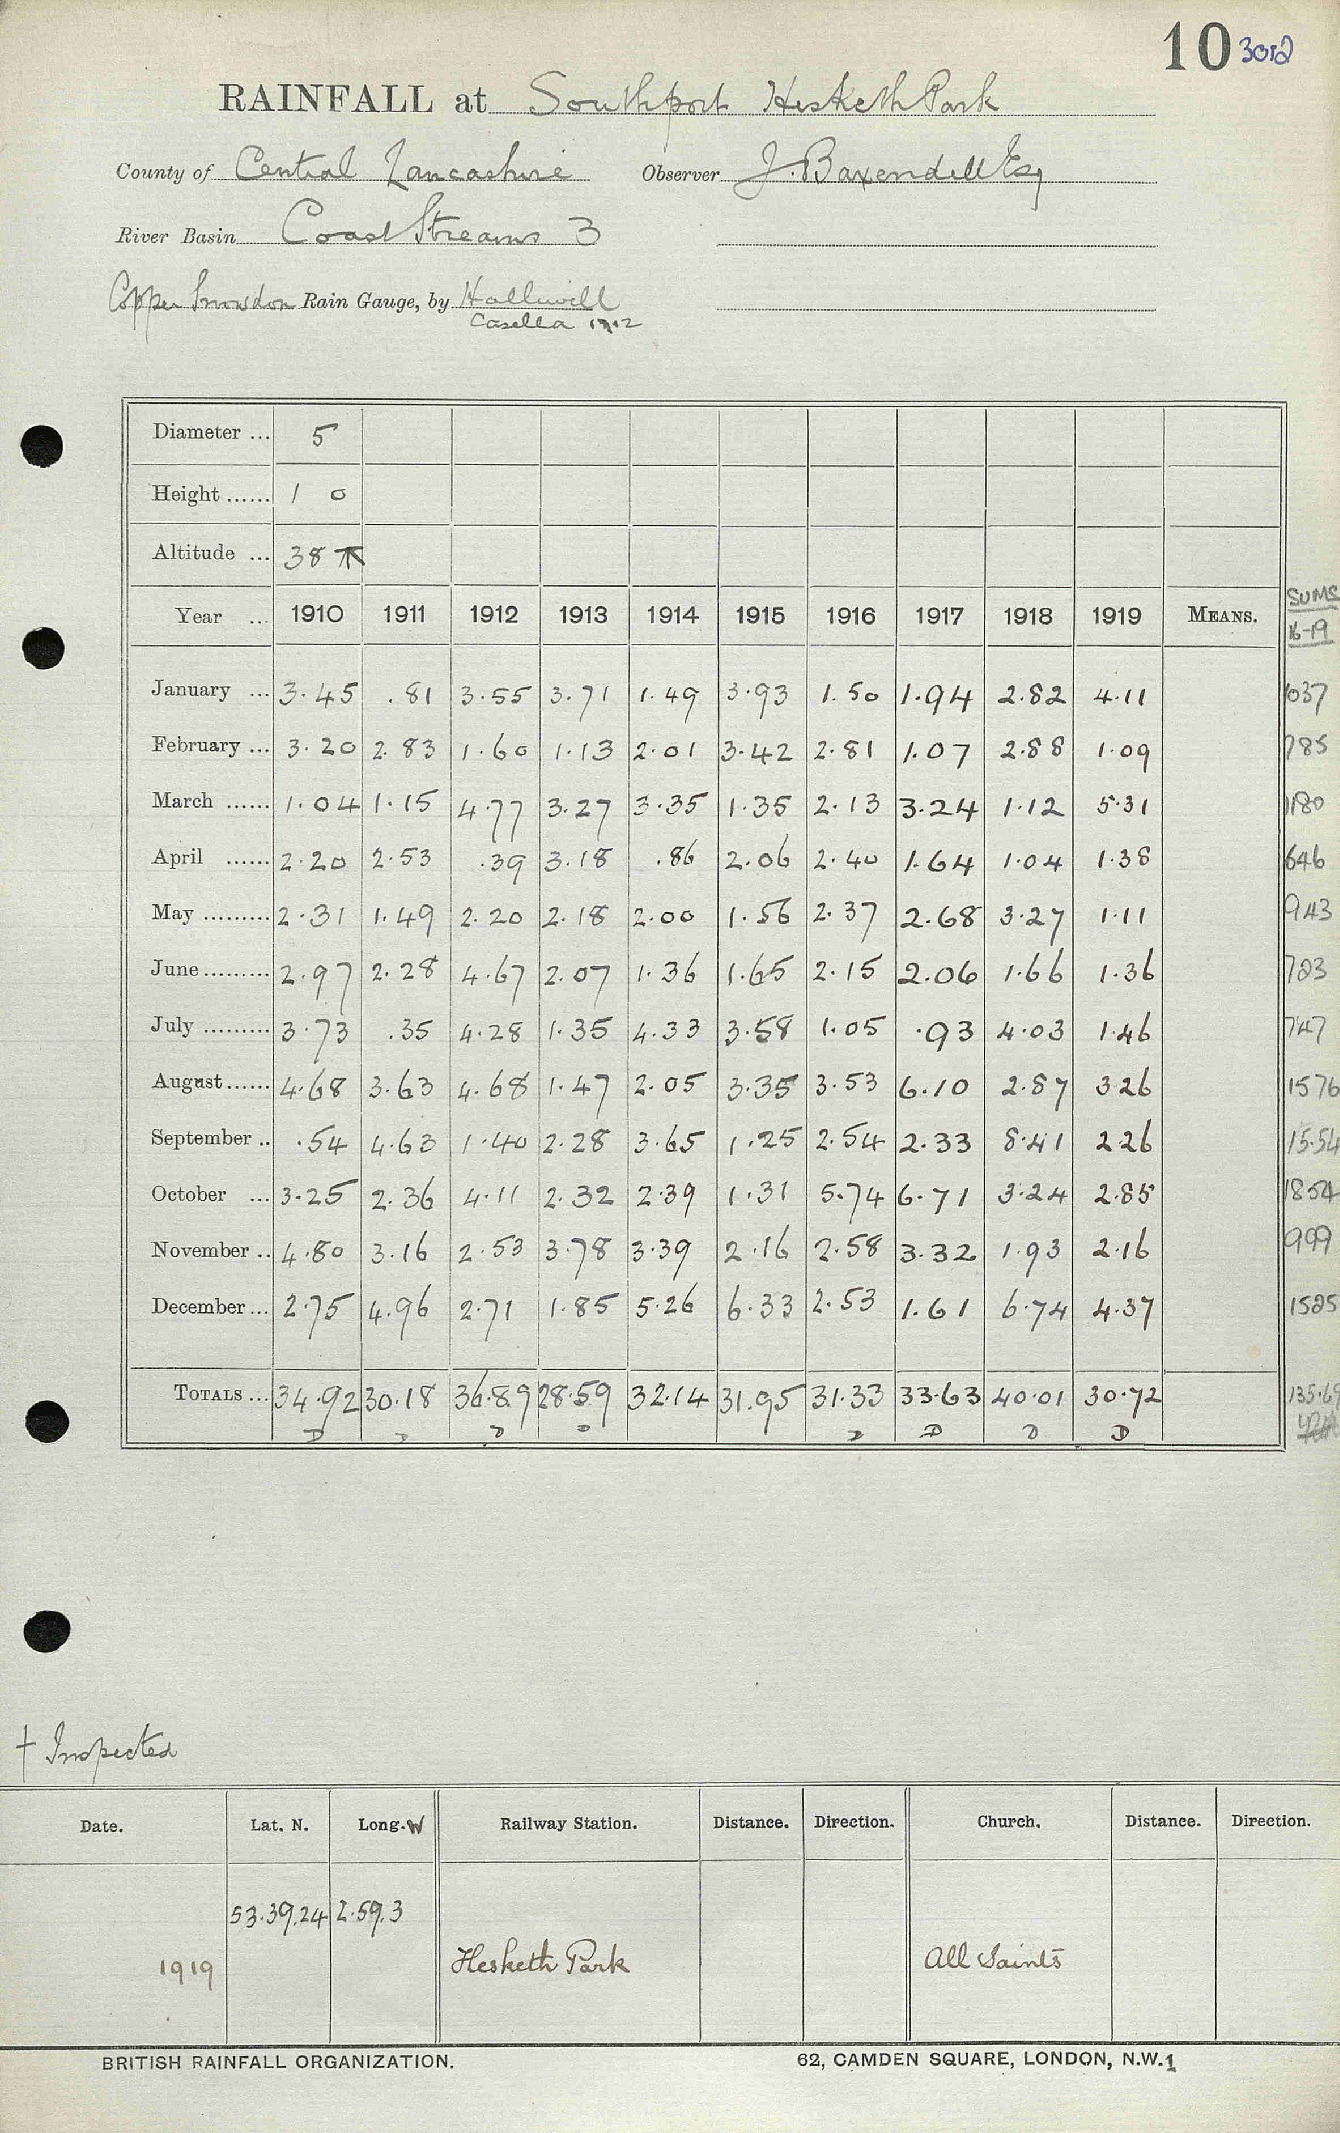 10 3012
RAINFALL at Southport Hesketh Park
County of Central Lancashire Observer J. Baxendell Esq
River Basin Coast Streams 3
Copper Snowdon Rain Gauge, by Halliwell
Casella 1912
Diameter ... 5
Height ...... 1 0
Altitude ... 38
SUMS
Year ... 1910 1911 1912 1913 1914 1915 1916 1917 1918 1919 MEANS. 16-19
January ... 3.45 .81 3.55 3.71 1.49 3.93 1.50 1.94 2.82 4.11 1037
February ... 3.20 2.83 1.60 1.13 2.01 3.42 2.81 1.07 2.88 1.09 785
March ...... 1.04 1.15 4.77 3.27 3.35 1.35 2.13 3.24 1.12 5.31 1180
April ...... 2.20 2.53 .39 3.18 .86 2.06 2.40 1.64 1.04 1.38 646
May ......... 2.31 1.49 2.20 2.18 2.00 1.56 2.37 2.68 3.27 1.11 943
June ......... 2.97 2.28 4.67 2.07 1.36 1.65 2.15 2.06 1.66 1.36 723
July ......... 3.73 .35 4.28 1.35 4.33 3.58 1.05 .93 4.03 1.46 747
August ...... 4.68 3.63 4.68 1.47 2.05 3.35 3.53 6.10 2.87 326 1576
September .. .54 4.63 1.40 2.28 3.65 1.25 2.54 2.33 8.41 226 15.54
October ... 3.25 2.36 4.11 2.32 2.39 1.31 5.74 6.71 3.24 2.85 1854
November .. 4.80 3.16 2.53 3.78 3.39 2.16 2.58 3.32 1.93 2.16 999
December ... 2.75 4.96 2.71 1.85 5.26 6.33 2.53 1.61 6.74 4.37 1525
TOTALS ... 34.92 30.18 36.89 28.59 32.14 31.95 31.33 33.63 40.01 30.72 135.69
D D D D D D D D
† Inspected
Date. Lat. N. Long. W Railway Station. Distance. Direction. Church. Distance. Direction.
53.39.24 2.59.3
1919 Hesketh Park All Saints
BRITISH RAINFALL ORGANIZATION. 62, CAMDEN SQUARE, LONDON, N.W.1